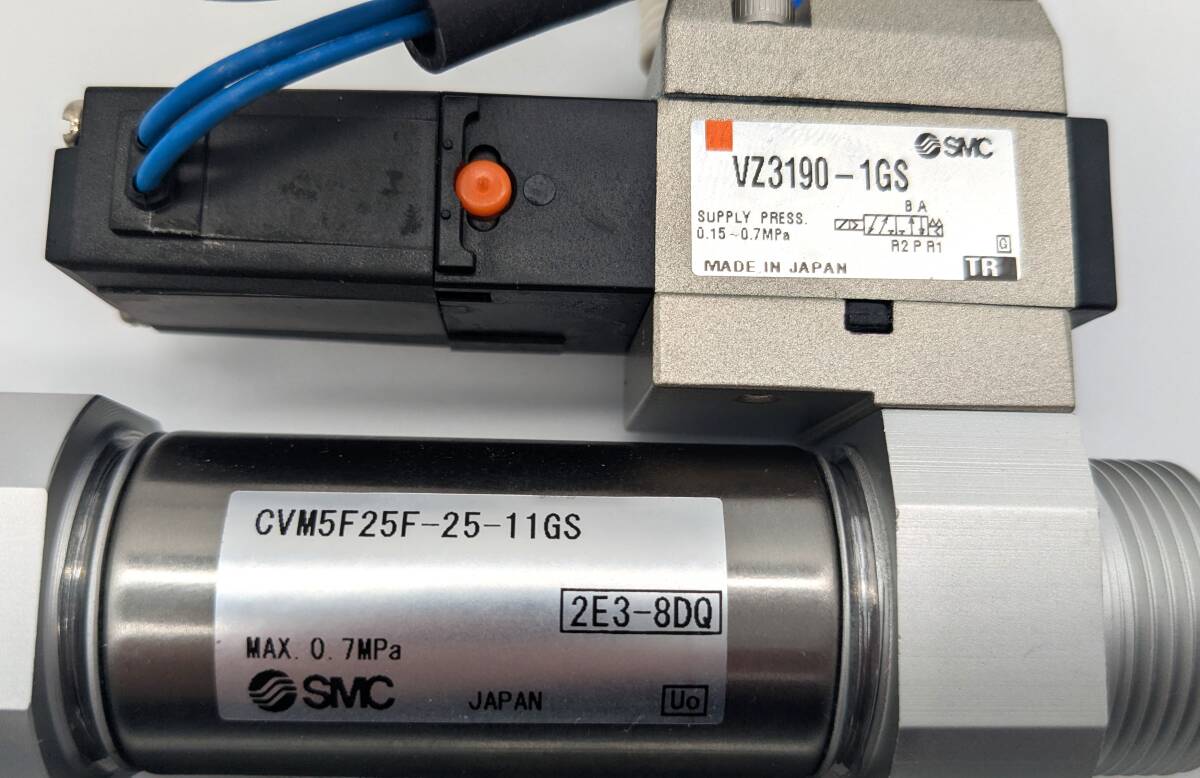 SMC
VZ3190-1GS
SUPPLY PRESS.
0.15~0.7MPa
B A
R2 P R1
G
MADE IN JAPAN
TR
CVM5F25F-25-11GS
2E3-8DQ
MAX. 0.7MPa
SMC
JAPAN
Uo